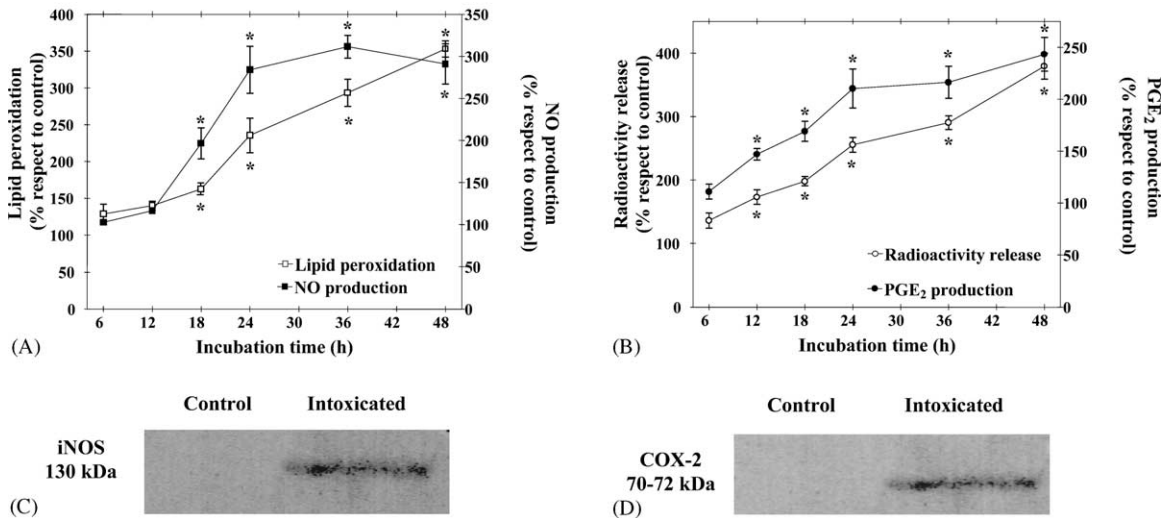 400
350
300
250
200
150
100
50
0
Lipid peroxidation
(% respect to control)
350
300
250
200
150
100
50
0
NO production
(% respect to control)
* * * *
* * * *
Lipid peroxidation
NO production
6 12 18 24 30 36 42 48
Incubation time (h)
(A)
400
300
200
100
0
Radioactivity release
(% respect to control)
250
200
150
100
50
0
PGE2 production
(% respect to control)
* * * * *
* * * * *
Radioactivity release
PGE2 production
6 12 18 24 30 36 42 48
Incubation time (h)
(B)
Control Intoxicated
iNOS
130 kDa
(C)
Control Intoxicated
COX-2
70-72 kDa
(D)